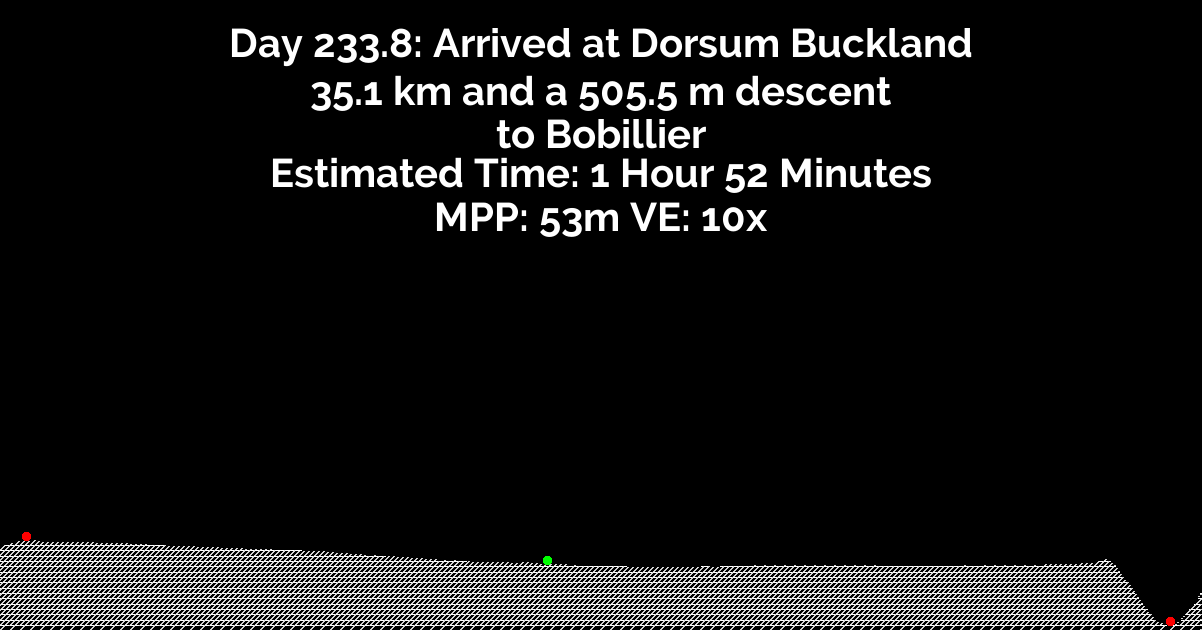 Day 233.8: Arrived at Dorsum Buckland
35.1 km and a 505.5 m descent
to Bobillier
Estimated Time: 1 Hour 52 Minutes
MPP: 53m VE: 10x